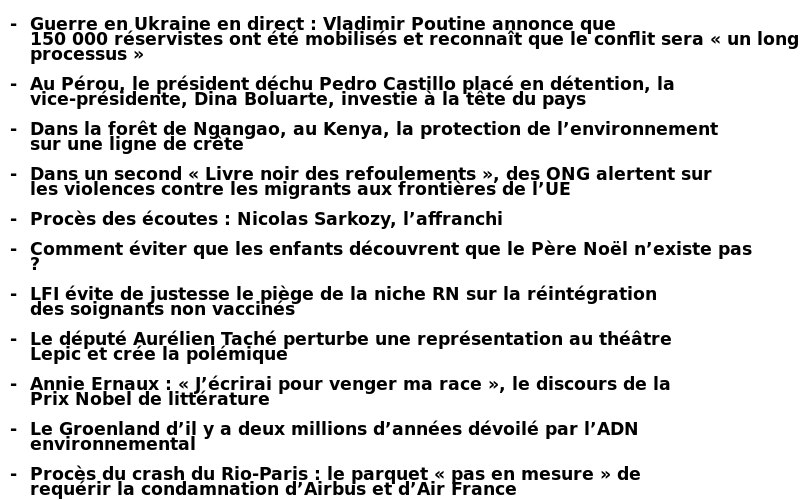 - Guerre en Ukraine en direct : Vladimir Poutine annonce que
150 000 réservistes ont été mobilisés et reconnaît que le conflit sera « un long
processus »
- Au Pérou, le président déchu Pedro Castillo placé en détention, la
vice-présidente, Dina Boluarte, investie à la tête du pays
- Dans la forêt de Ngangao, au Kenya, la protection de l’environnement
sur une ligne de crête
- Dans un second « Livre noir des refoulements », des ONG alertent sur
les violences contre les migrants aux frontières de l’UE
- Procès des écoutes : Nicolas Sarkozy, l’affranchi
- Comment éviter que les enfants découvrent que le Père Noël n’existe pas
?
- LFI évite de justesse le piège de la niche RN sur la réintégration
des soignants non vaccinés
- Le député Aurélien Taché perturbe une représentation au théâtre
Lepic et crée la polémique
- Annie Ernaux : « J’écrirai pour venger ma race », le discours de la
Prix Nobel de littérature
- Le Groenland d’il y a deux millions d’années dévoilé par l’ADN
environnemental
- Procès du crash du Rio-Paris : le parquet « pas en mesure » de
requérir la condamnation d’Airbus et d’Air France